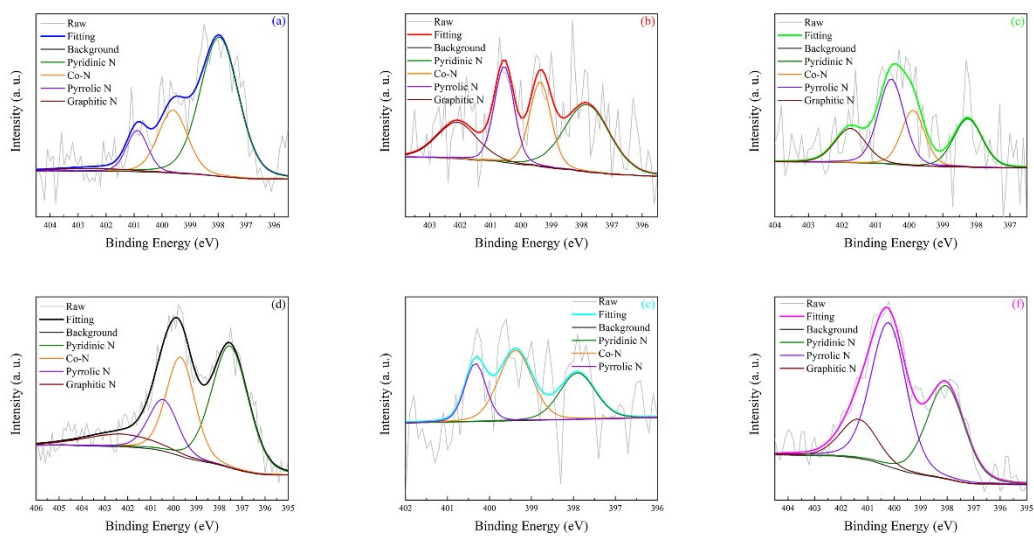 (a)
Raw
Fitting
Background
Pyridinic N
Co-N
Pyrrolic N
Graphitic N
Intensity (a. u.)
404 403 402 401 400 399 398 397 396
Binding Energy (eV)
(b)
Raw
Fitting
Background
Pyridinic N
Co-N
Pyrrolic N
Graphitic N
Intensity (a. u.)
403 402 401 400 399 398 397 396
Binding Energy (eV)
(c)
Raw
Fitting
Background
Pyridinic N
Co-N
Pyrrolic N
Graphitic N
Intensity (a. u.)
404 403 402 401 400 399 398 397
Binding Energy (eV)
(d)
Raw
Fitting
Background
Pyridinic N
Co-N
Pyrrolic N
Graphitic N
Intensity (a. u.)
406 405 404 403 402 401 400 399 398 397 396 395
Binding Energy (eV)
(e)
Raw
Fitting
Background
Pyridinic N
Co-N
Pyrrolic N
Intensity (a. u.)
402 401 400 399 398 397 396
Binding Energy (eV)
(f)
Raw
Fitting
Background
Pyridinic N
Pyrrolic N
Graphitic N
Intensity (a. u.)
404 403 402 401 400 399 398 397 396 395
Binding Energy (eV)